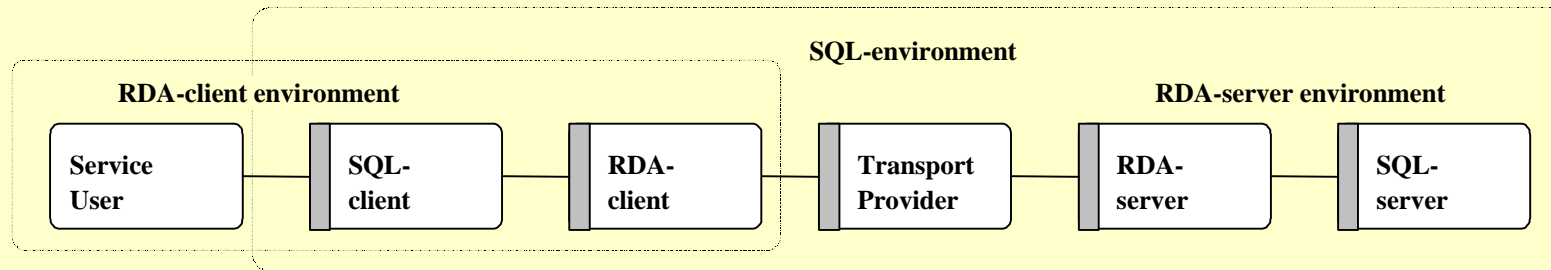 SQL-environment
RDA-client environment
RDA-server environment
Service
User
SQL-
client
RDA-
client
Transport
Provider
RDA-
server
SQL-
server